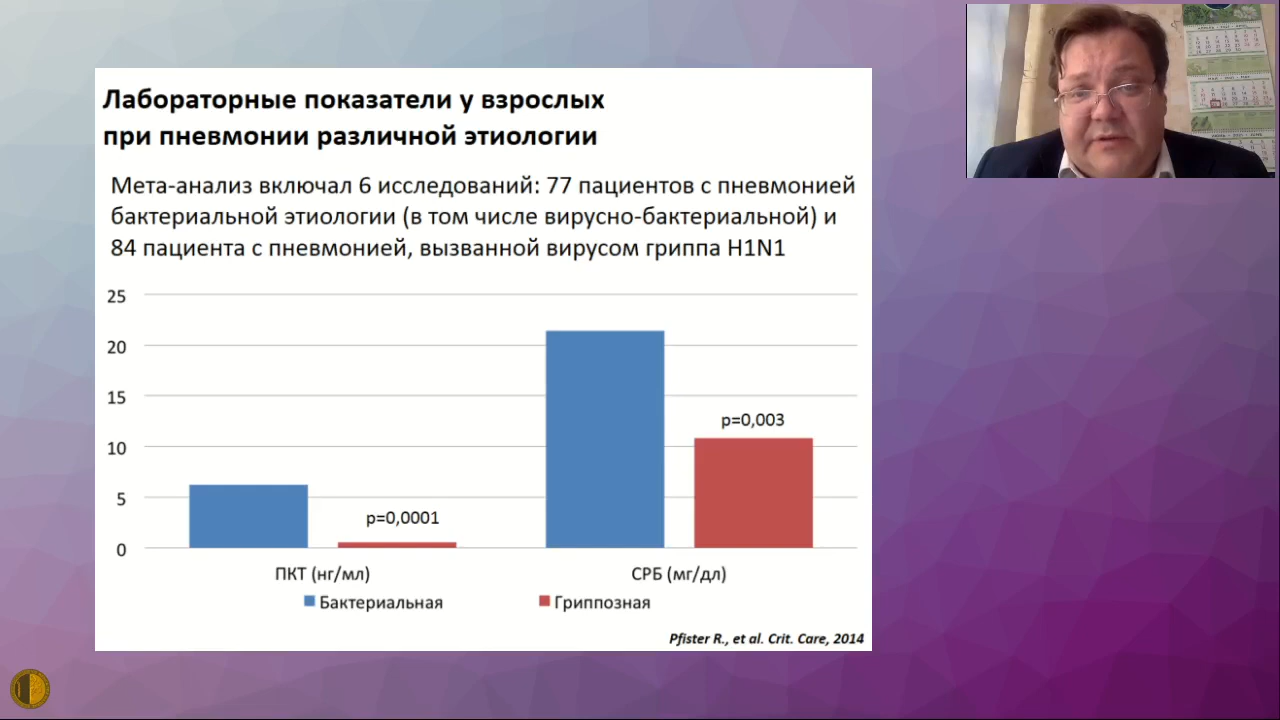 Лабораторные показатели у взрослых
при пневмонии различной этиологии
Мета-анализ включал 6 исследований: 77 пациентов с пневмонией
бактериальной этиологии (в том числе вирусно-бактериальной) и
84 пациента с пневмонией, вызванной вирусом гриппа H1N1
25
20
15
10
5
0
p=0,0001
p=0,003
ПКТ (нг/мл)
СРБ (мг/дл)
Бактериальная
Гриппозная
Pfister R., et al. Crit. Care, 2014